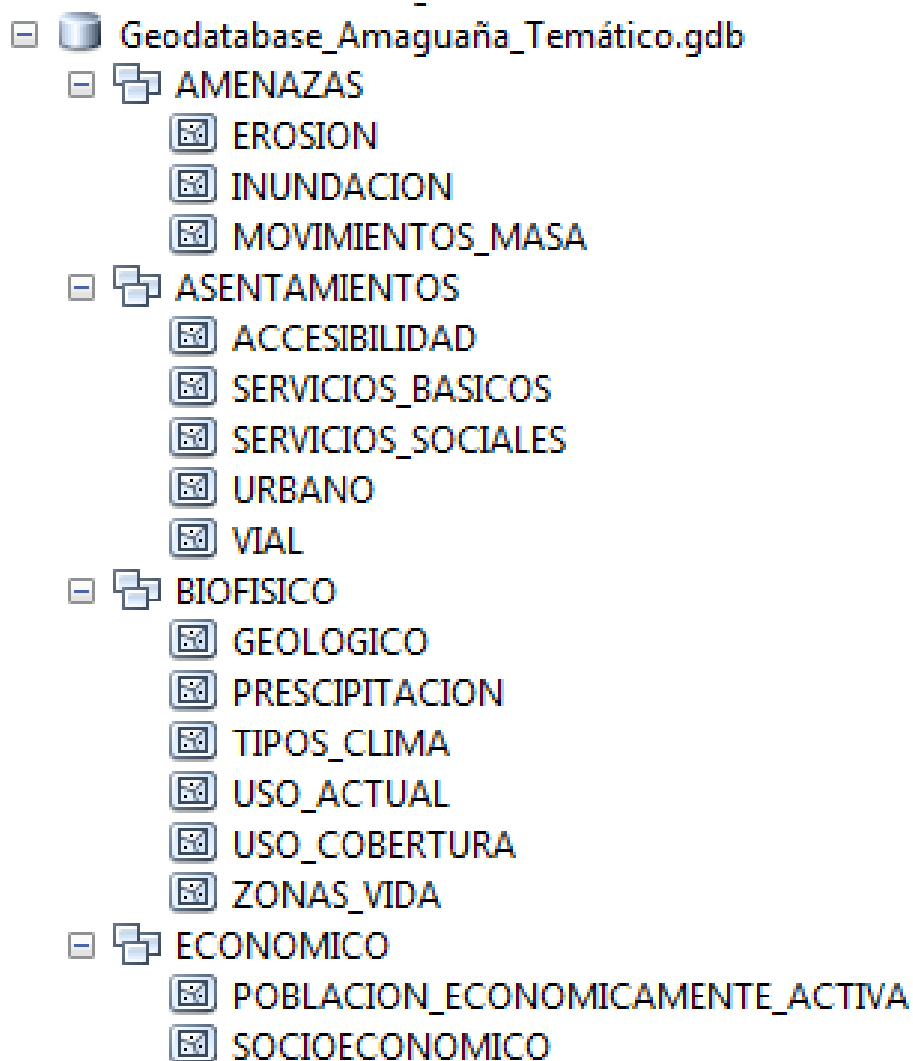 Geodatabase_Amaguaña_Temático.gdb
AMENAZAS
EROSION
INUNDACION
MOVIMIENTOS_MASA
ASENTAMIENTOS
ACCESIBILIDAD
SERVICIOS_BASICOS
SERVICIOS_SOCIALES
URBANO
VIAL
BIOFISICO
GEOLOGICO
PRESCIPITACION
TIPOS_CLIMA
USO_ACTUAL
USO_COBERTURA
ZONAS_VIDA
ECONOMICO
POBLACION_ECONOMICAMENTE_ACTIVA
SOCIOECONOMICO